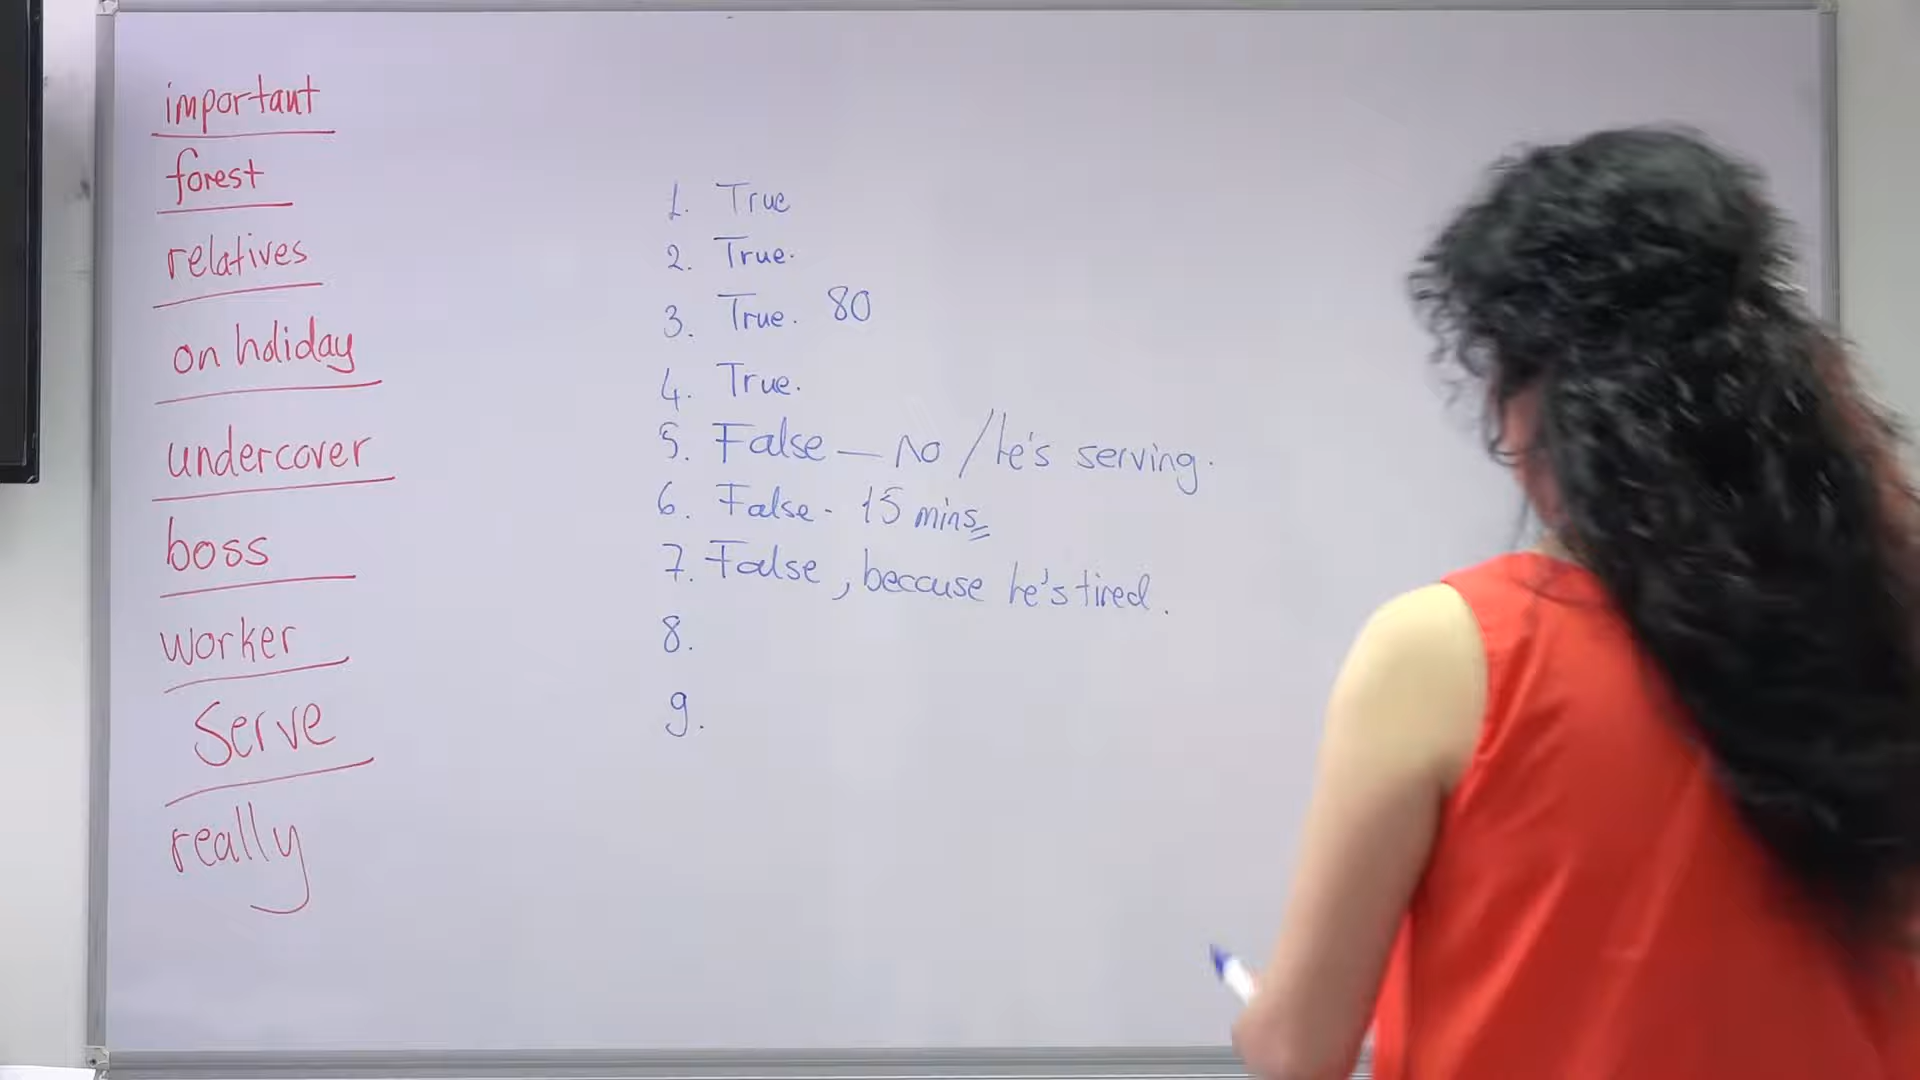 important
forest
relatives
on holiday
undercover
boss
worker
Serve
really
1. True
2. True.
3. True. 80
4. True.
5. False – No / he's serving.
6. False - 15 mins
7. False, because he's tired.
8.
9.